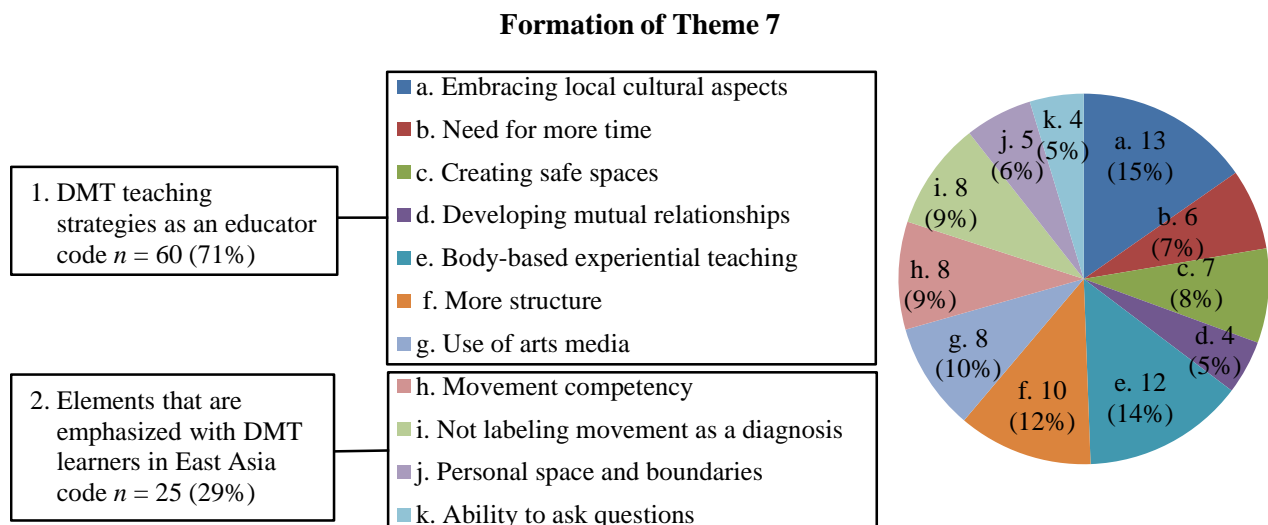 Formation of Theme 7
1. DMT teaching
strategies as an educator
code n = 60 (71%)
a. Embracing local cultural aspects
b. Need for more time
c. Creating safe spaces
d. Developing mutual relationships
e. Body-based experiential teaching
f. More structure
g. Use of arts media
2. Elements that are
emphasized with DMT
learners in East Asia
code n = 25 (29%)
h. Movement competency
i. Not labeling movement as a diagnosis
j. Personal space and boundaries
k. Ability to ask questions
a. 13
(15%)
b. 6
(7%)
c. 7
(8%)
d. 4
(5%)
e. 12
(14%)
f. 10
(12%)
g. 8
(10%)
h. 8
(9%)
i. 8
(9%)
j. 5
(6%)
k. 4
(5%)